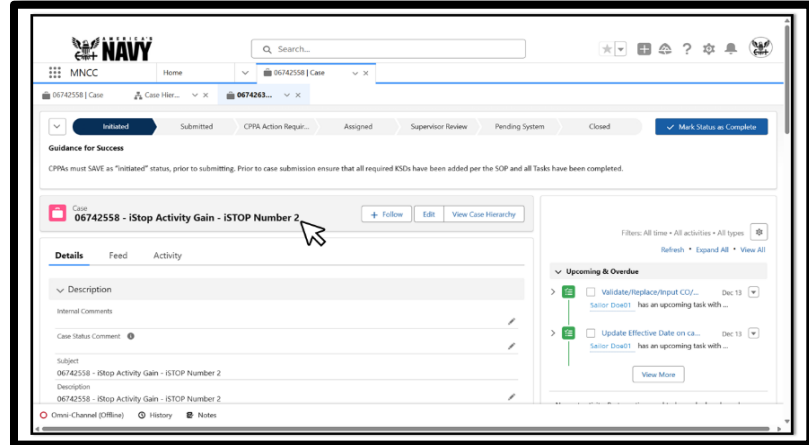 AMERICA'S
NAVY
Search...
MNCC
Home
06742558 | Case
06742558 | Case
Case Hier...
0674263...
Initiated
Submitted
CPPA Action Requir...
Assigned
Supervisor Review
Pending System
Closed
Mark Status as Complete
Guidance for Success
CPPAs must SAVE as "initiated" status, prior to submitting. Prior to case submission ensure that all required KSDs have been added per the SOP and all Tasks have been completed.
Case
06742558 - iStop Activity Gain - iSTOP Number 2
+ Follow
Edit
View Case Hierarchy
Filters: All time • All activities • All types
Refresh • Expand All • View All
Details
Feed
Activity
Upcoming & Overdue
Description
Validate/Replace/Input CO/...
Dec 13
Sailor Doe01 has an upcoming task with ...
Internal Comments
Case Status Comment
Update Effective Date on ca...
Dec 13
Sailor Doe01 has an upcoming task with ...
Subject
06742558 - iStop Activity Gain - iSTOP Number 2
View More
Description
06742558 - iStop Activity Gain - iSTOP Number 2
Omni-Channel (Offline)
History
Notes